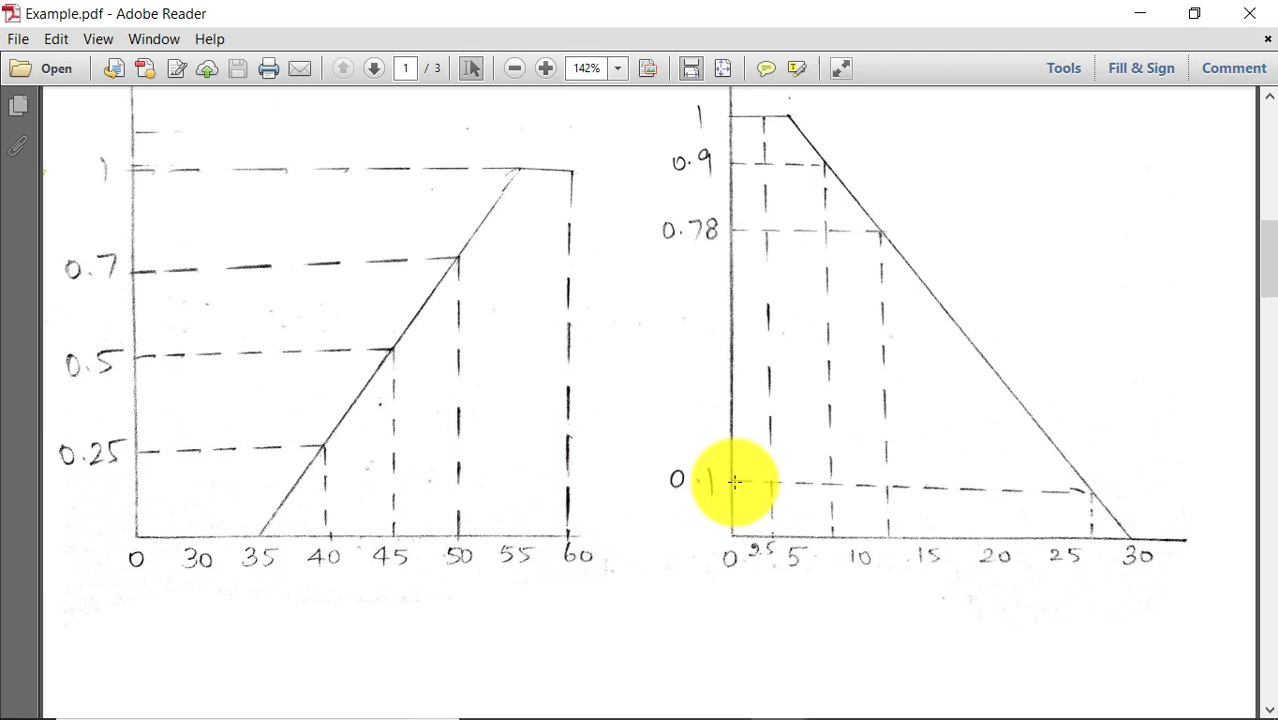 Example.pdf - Adobe Reader
File Edit View Window Help
Open 1 / 3 142% Tools Fill & Sign Comment
1
0.7
0.5
0.25
0 30 35 40 45 50 55 60
1
0.9
0.78
0.1
0 2.5 5 10 15 20 25 30